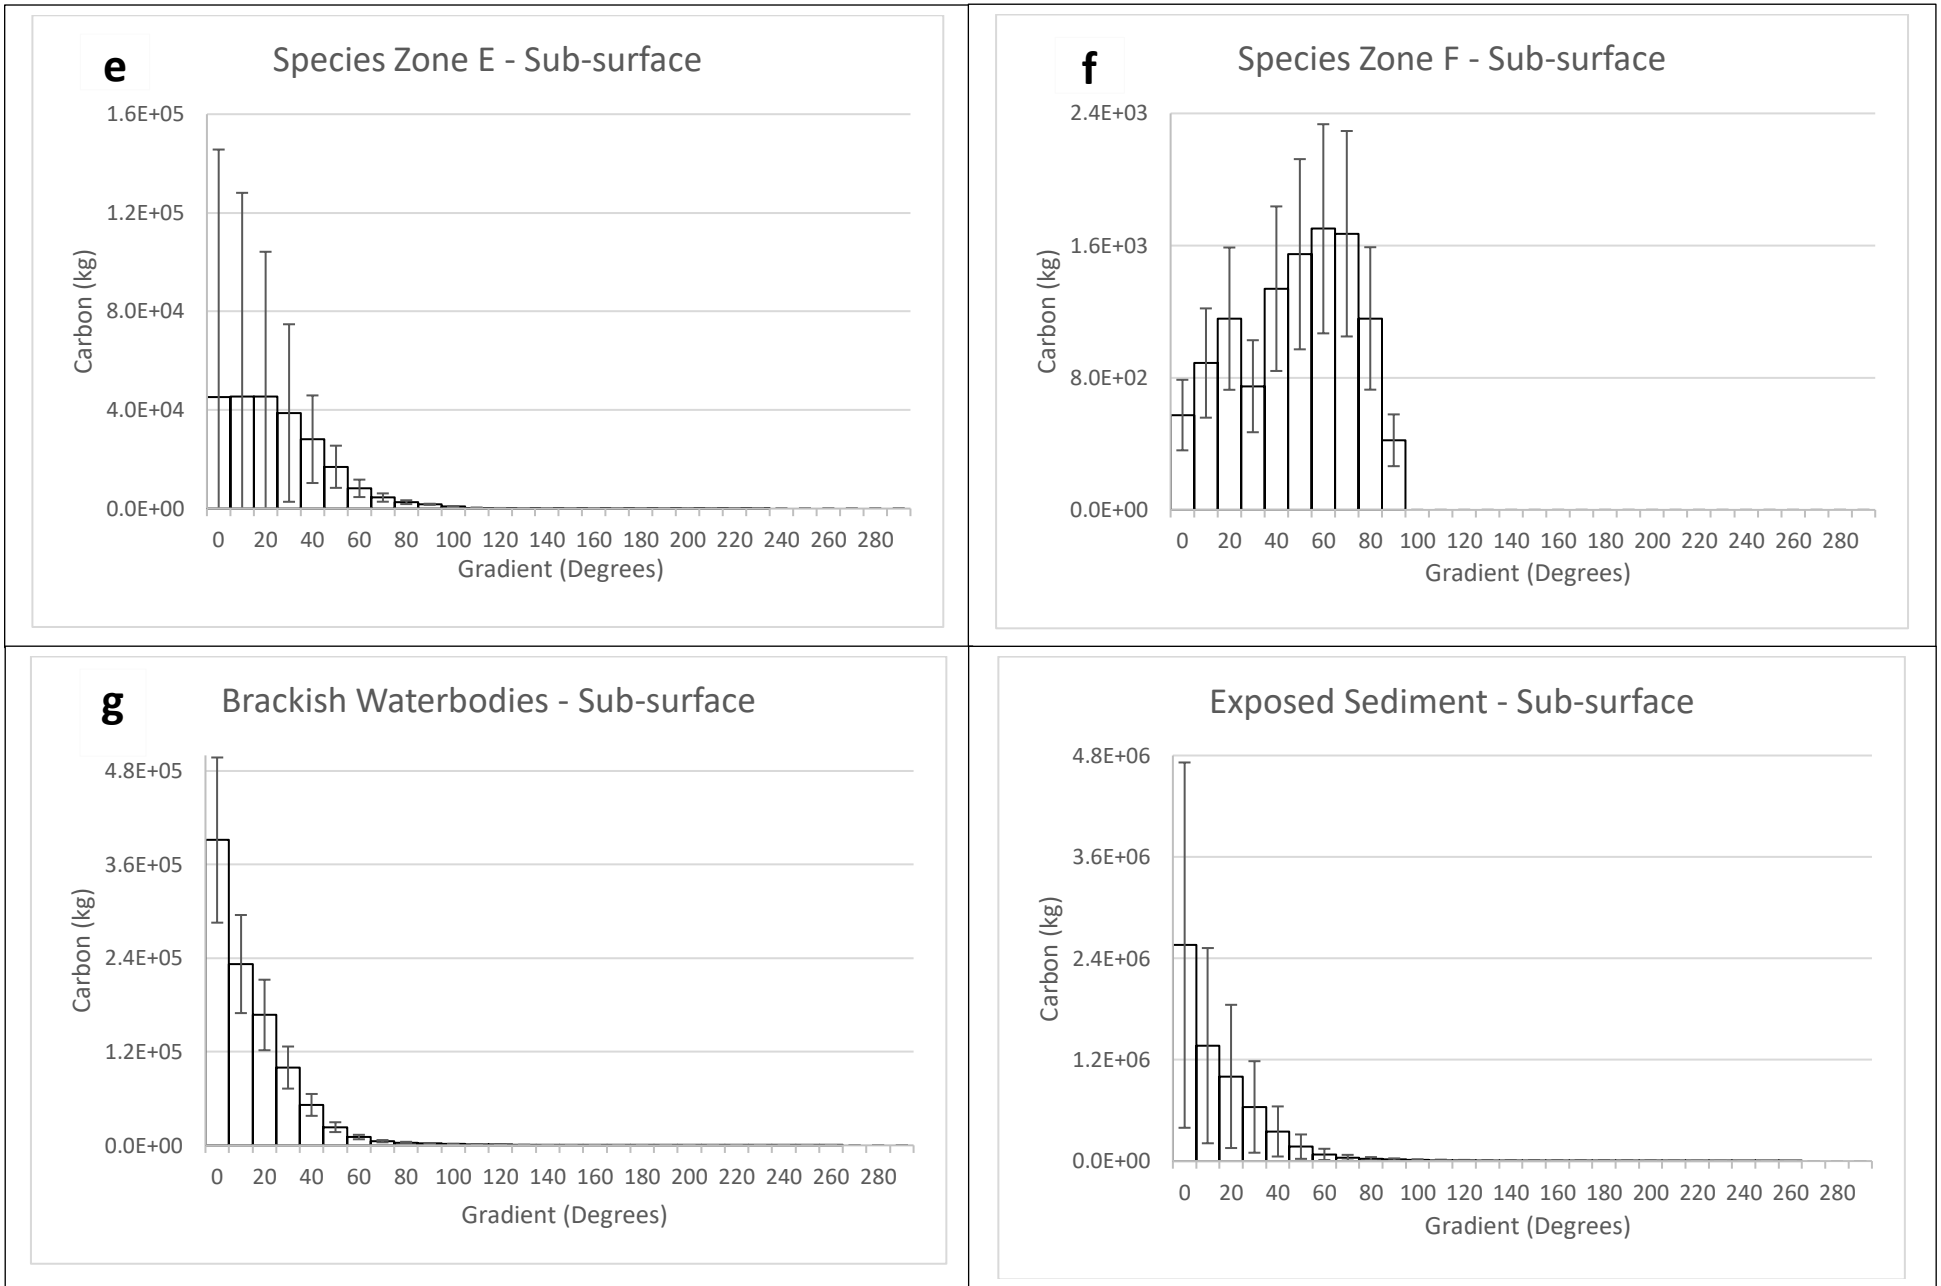 e
Species Zone E - Sub-surface
1.6E+05
1.2E+05
8.0E+04
4.0E+04
0.0E+00
Carbon (kg)
0 20 40 60 80 100 120 140 160 180 200 220 240 260 280
Gradient (Degrees)
f
Species Zone F - Sub-surface
2.4E+03
1.6E+03
8.0E+02
0.0E+00
Carbon (kg)
0 20 40 60 80 100 120 140 160 180 200 220 240 260 280
Gradient (Degrees)
g
Brackish Waterbodies - Sub-surface
4.8E+05
3.6E+05
2.4E+05
1.2E+05
0.0E+00
Carbon (kg)
0 20 40 60 80 100 120 140 160 180 200 220 240 260 280
Gradient (Degrees)
Exposed Sediment - Sub-surface
4.8E+06
3.6E+06
2.4E+06
1.2E+06
0.0E+00
Carbon (kg)
0 20 40 60 80 100 120 140 160 180 200 220 240 260 280
Gradient (Degrees)